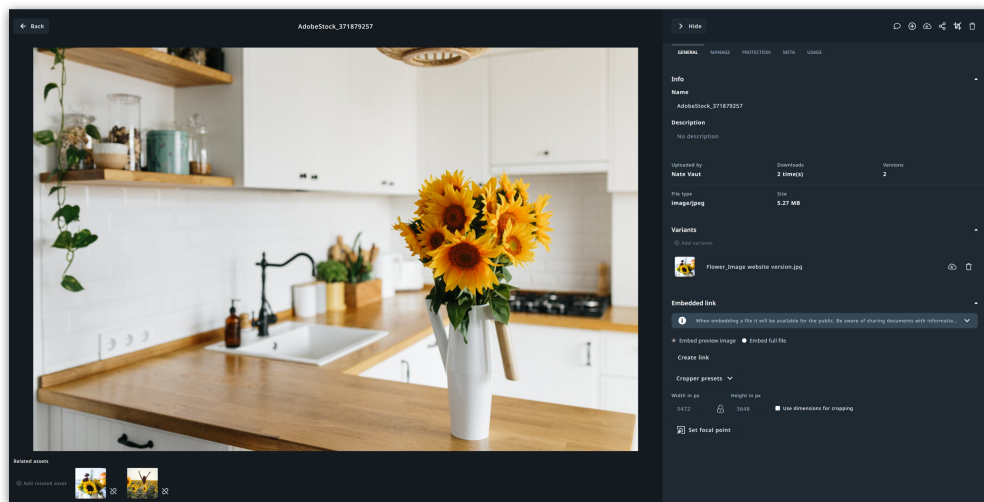 Back
AdobeStock_371879257
Hide
GENERAL MANAGE PROTECTION META USAGE
Info
Name
AdobeStock_371879257
Description
No description
Uploaded by Downloads Versions
Nate Vaut 2 time(s) 2
File type Size
image/jpeg 5.27 MB
Variants
Add variants
Flower_Image website version.jpg
Embedded link
When embedding a file it will be available for the public. Be aware of sharing documents with informatio...
Embed preview image Embed full file
Create link
Cropper presets
Width in px Height in px
5472 3648 Use dimensions for cropping
Set focal point
Related assets
Add related asset